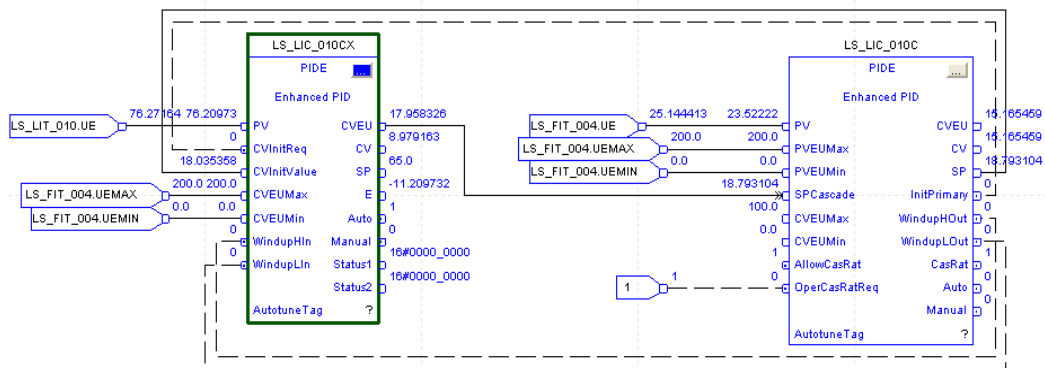 LS_LIC_010CX
PIDE
...
Enhanced PID
LS_LIT_010.UE
76.27164 76.20973
PV
0
CVInitReq
18.035358
CVInitValue
LS_FIT_004.UEMAX
200.0 200.0
CVEUMax
LS_FIT_004.UEMIN
0.0 0.0
CVEUMin
0
WindupHIn
0
WindupLIn
CVEU
17.958326
CV
8.979163
SP
65.0
E
-11.209732
Auto
1
Manual
0
Status1
16#0000_0000
Status2
16#0000_0000
AutotuneTag ?
LS_LIC_010C
PIDE
...
Enhanced PID
LS_FIT_004.UE
25.144413 23.52222
PV
LS_FIT_004.UEMAX
200.0 200.0
PVEUMax
LS_FIT_004.UEMIN
0.0 0.0
PVEUMin
18.793104
SPCascade
100.0
CVEUMax
0.0
CVEUMin
1
AllowCasRat
1
1 0
OperCasRatReq
CVEU
15.165459
CV
15.165459
SP
18.793104
InitPrimary
0
WindupHOut
0
WindupLOut
0
CasRat
1
Auto
0
Manual
0
AutotuneTag ?